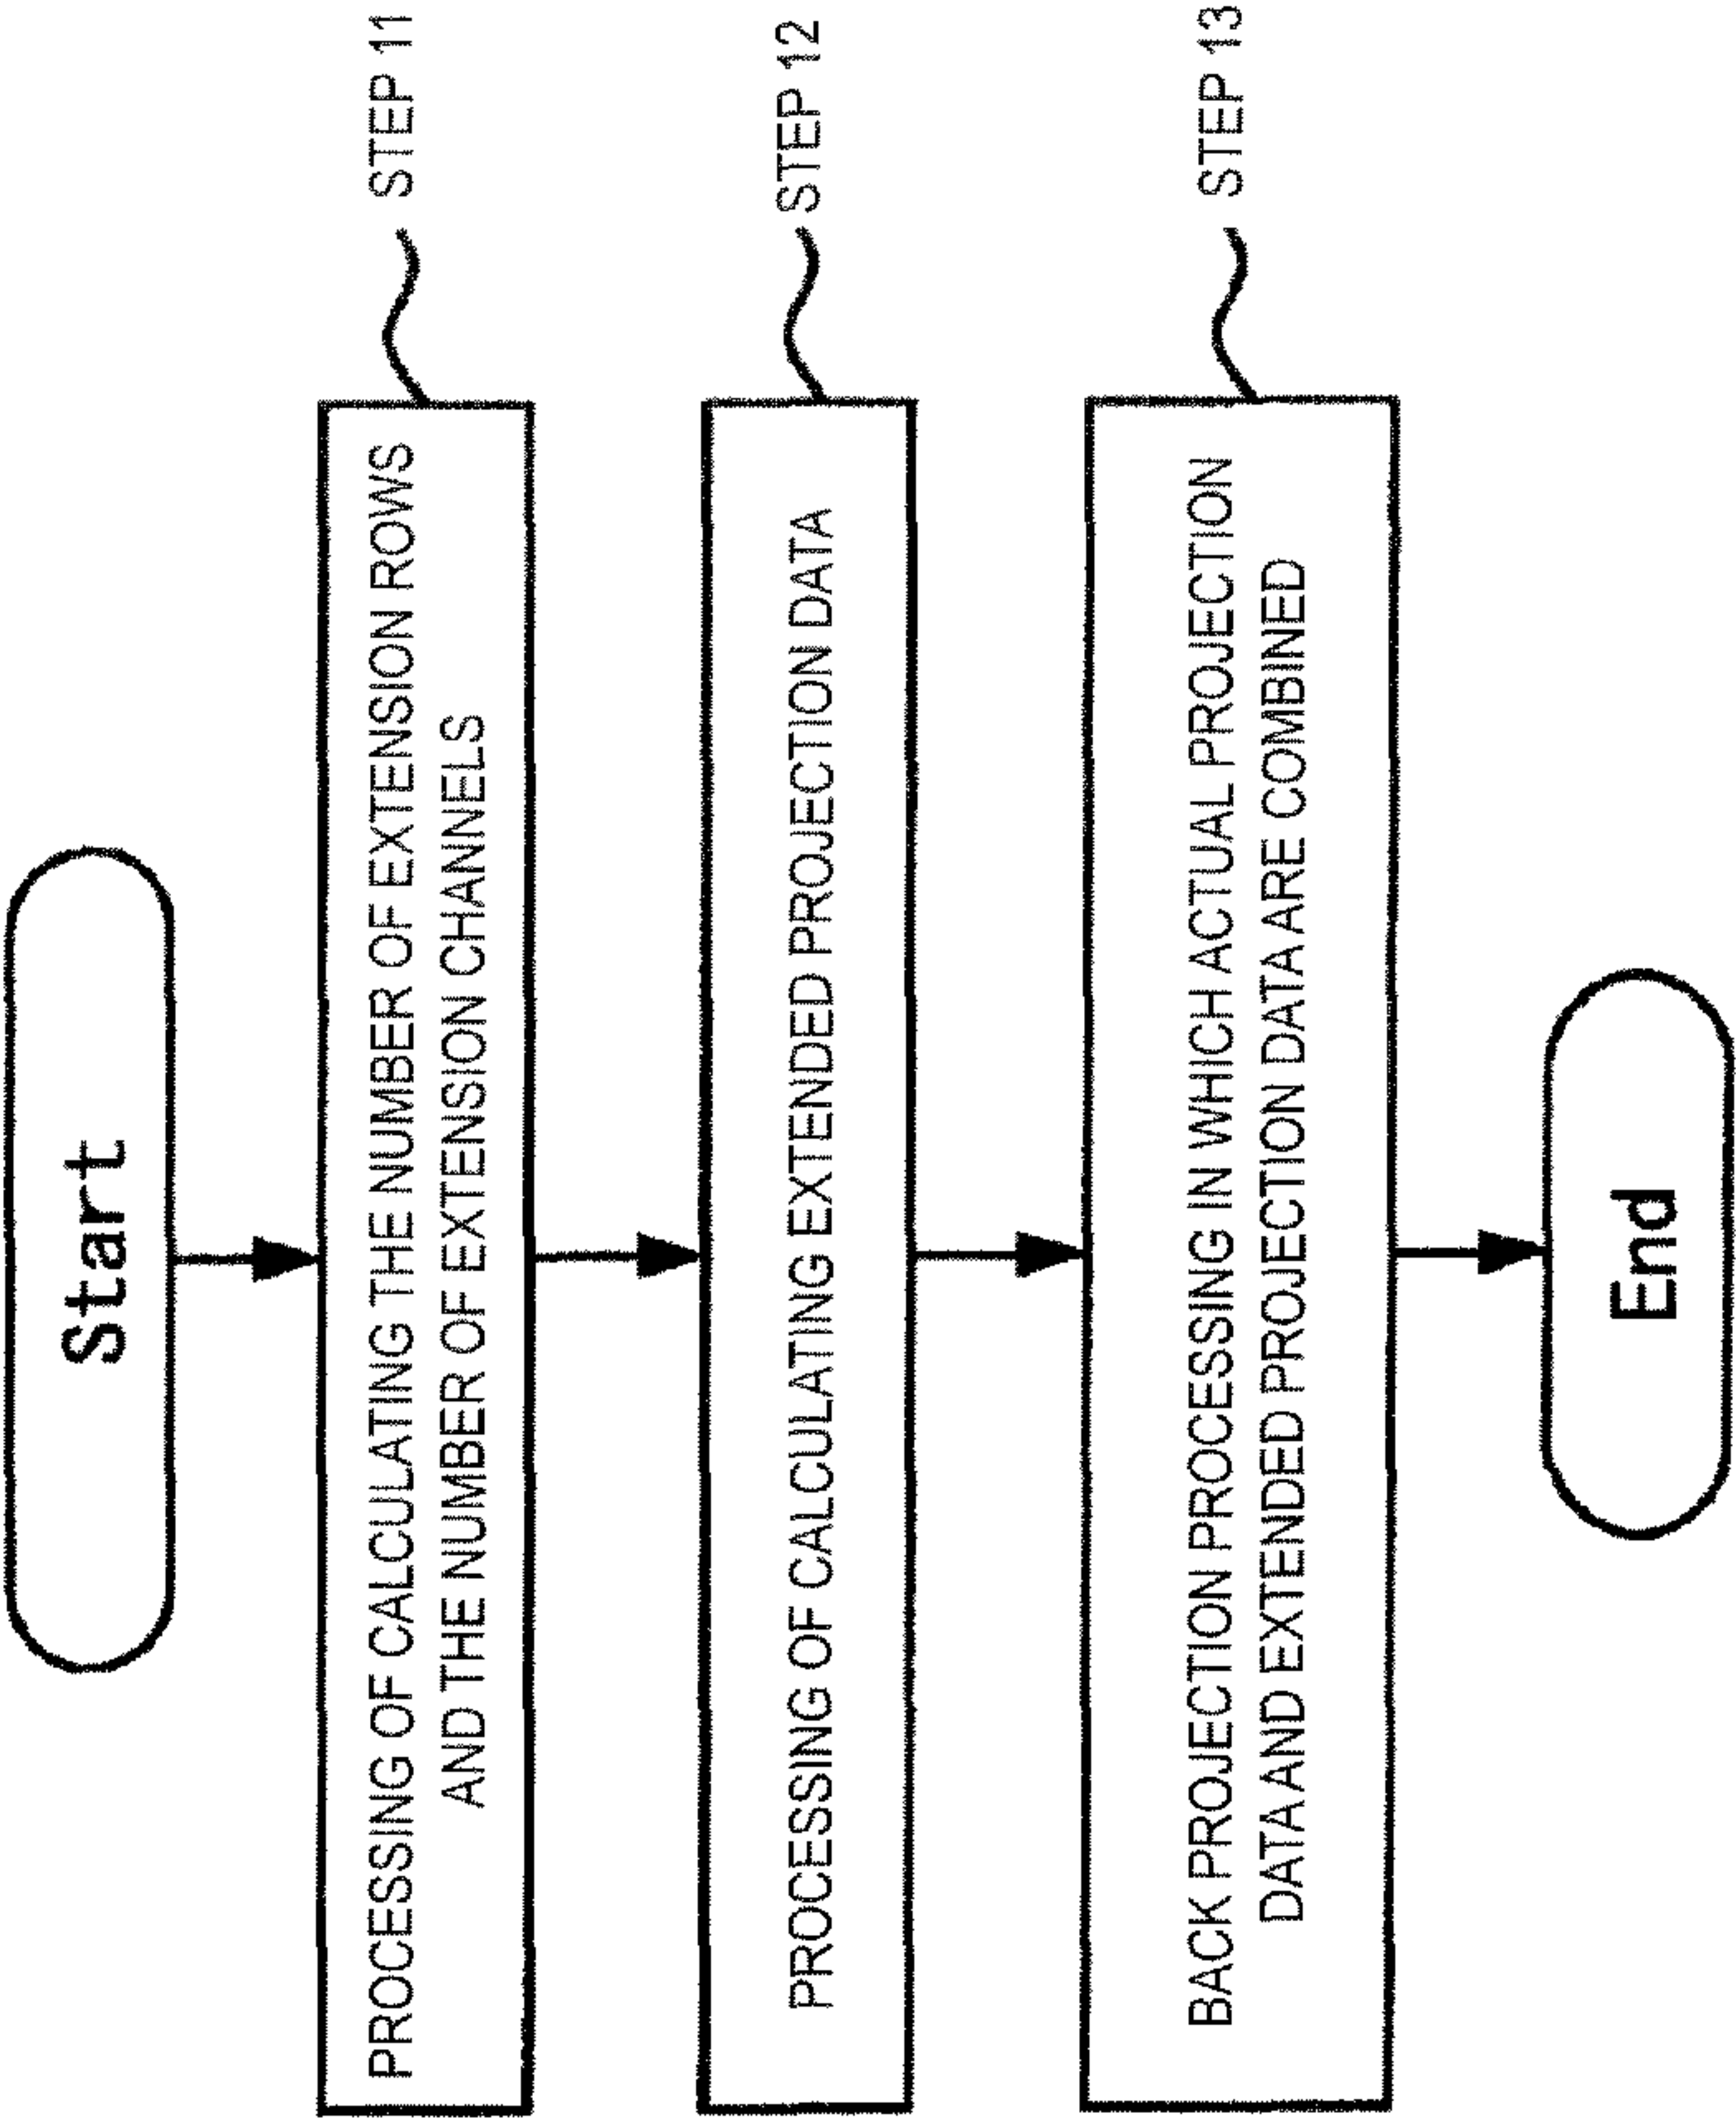 Start
PROCESSING OF CALCULATING THE NUMBER OF EXTENSION ROWS
AND THE NUMBER OF EXTENSION CHANNELS
STEP 11
PROCESSING OF CALCULATING EXTENDED PROJECTION DATA
STEP 12
BACK PROJECTION PROCESSING IN WHICH ACTUAL PROJECTION
DATA AND EXTENDED PROJECTION DATA ARE COMBINED
STEP 13
End